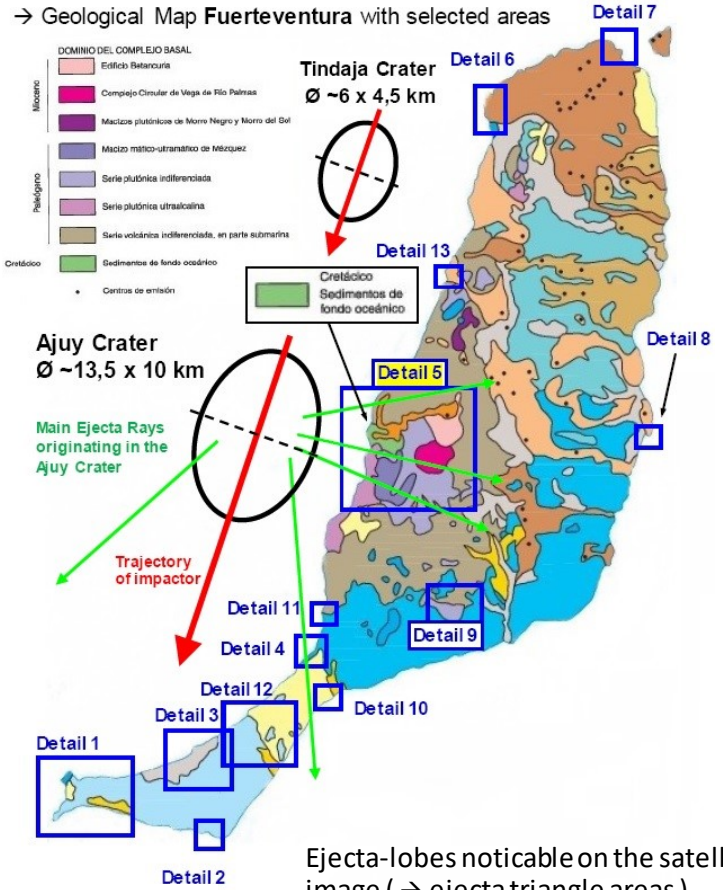 → Geological Map Fuerteventura with selected areas
Detail 7
DOMINIO DEL COMPLEJO BASAL
Mioceno
Edificio Betancuria
Complejo Circular de Vega de Río Palmas
Macizos plutónicos de Morro Negro y Morro del Sol
Paleógeno
Macizo máfico-ultramáfico de Mézquez
Serie plutónica indiferenciada
Serie plutónica ultraalcalina
Serie volcánica indiferenciada, en parte submarina
Cretácico
Sedimentos de fondo oceánico
Centros de emisión
Tindaja Crater
Ø ~6 x 4,5 km
Detail 6
Detail 13
Cretácico
Sedimentos de
fondo oceánico
Ajuy Crater
Ø ~13,5 x 10 km
Detail 8
Detail 5
Main Ejecta Rays
originating in the
Ajuy Crater
Trajectory
of impactor
Detail 11
Detail 4
Detail 9
Detail 12
Detail 10
Detail 3
Detail 1
Detail 2
Ejecta-lobes noticable on the satell
image ( → ejecta triangle areas )